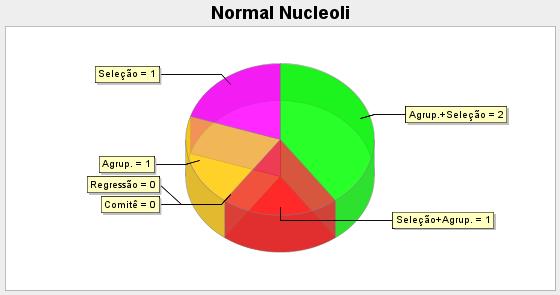 Normal Nucleoli
Seleção = 1
Agrup.+Seleção = 2
Agrup. = 1
Regressão = 0
Comitê = 0
Seleção+Agrup. = 1